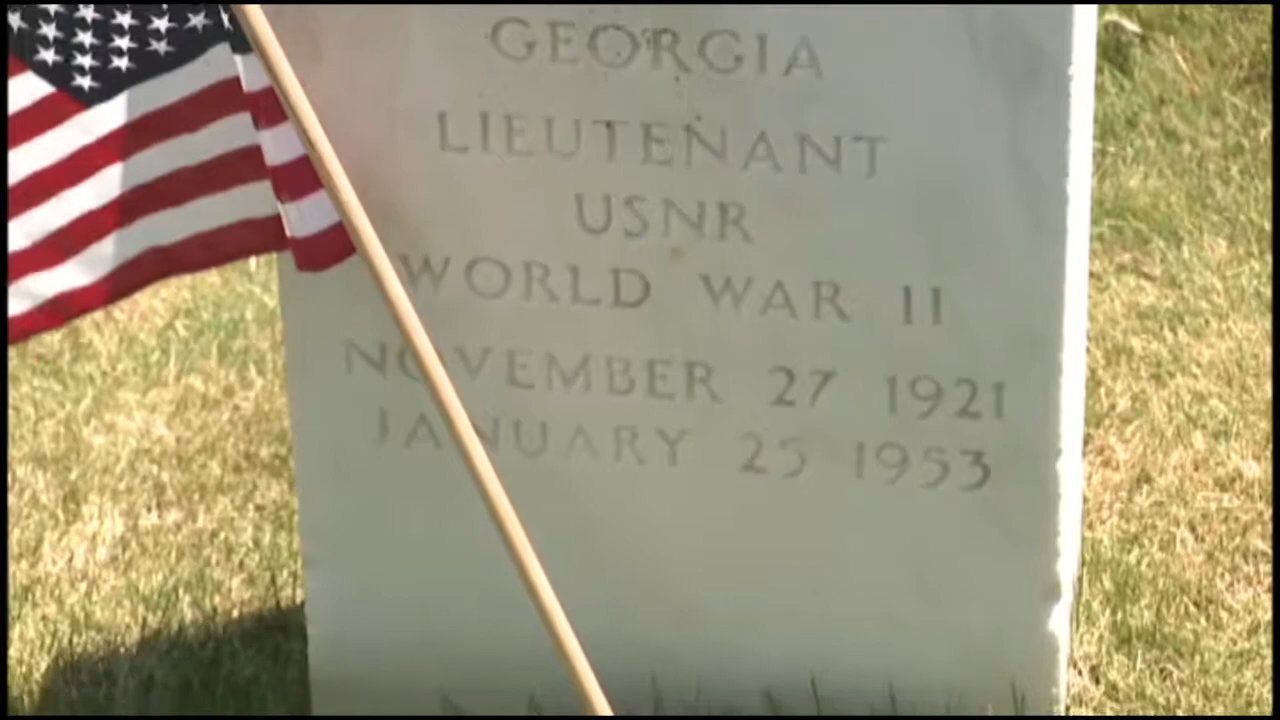 GEORGIA
LIEUTENANT
USNR
WORLD WAR II
NOVEMBER 27 1921
JANUARY 25 1953